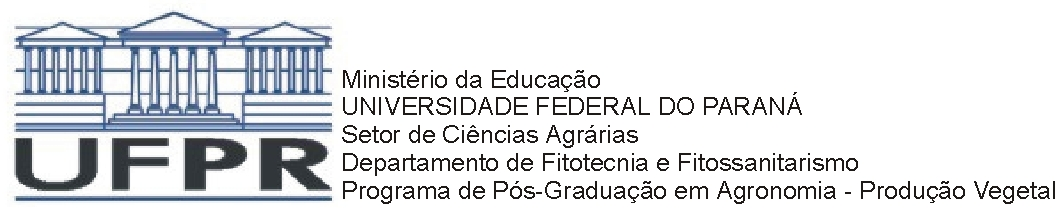 UFPR
Ministério da Educação
UNIVERSIDADE FEDERAL DO PARANÁ
Setor de Ciências Agrárias
Departamento de Fitotecnia e Fitossanitarismo
Programa de Pós-Graduação em Agronomia - Produção Vegetal